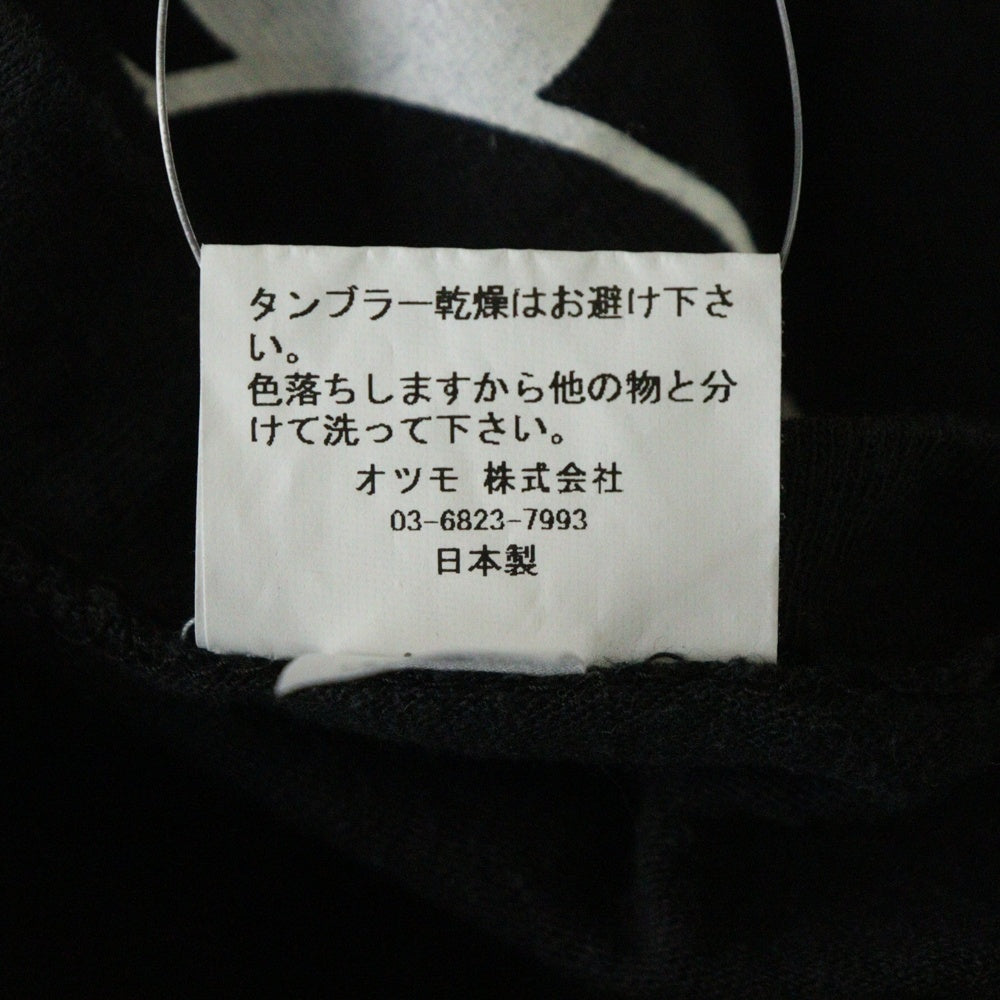 タンブラー乾燥はお避け下さ
い。
色落ちしますから他の物と分
けて洗って下さい。
オツモ 株式会社
03-6823-7993
日本製